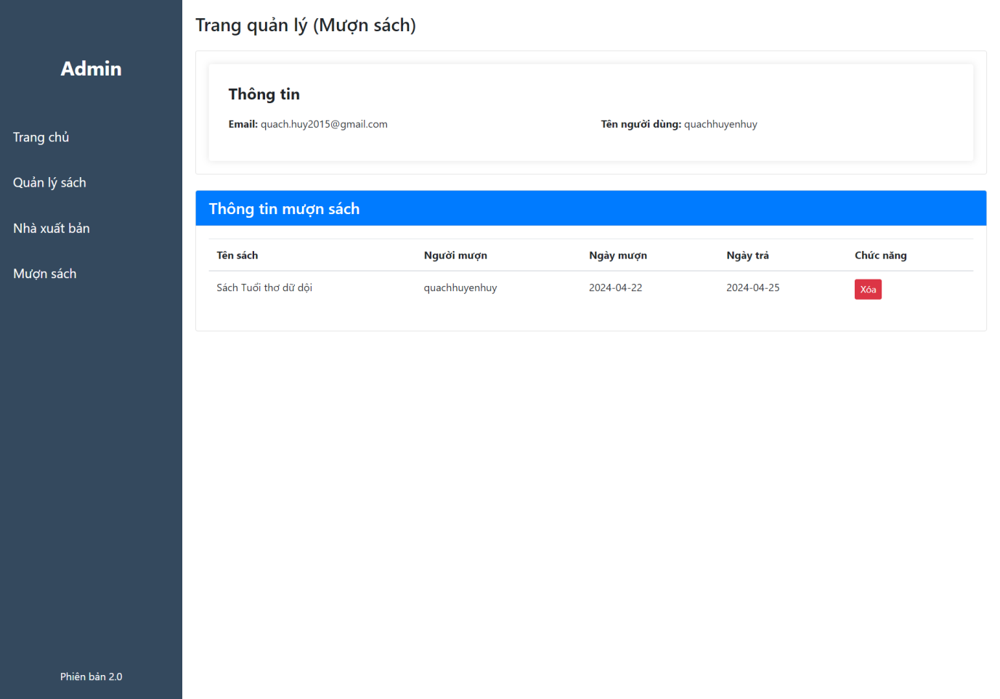 Admin
Trang chủ
Quản lý sách
Nhà xuất bản
Mượn sách
Phiên bản 2.0
Trang quản lý (Mượn sách)
Thông tin
Email: quach.huy2015@gmail.com Tên người dùng: quachhuyenhuy
Thông tin mượn sách
Tên sách Người mượn Ngày mượn Ngày trả Chức năng
Sách Tuổi thơ dữ dội quachhuyenhuy 2024-04-22 2024-04-25 Xóa